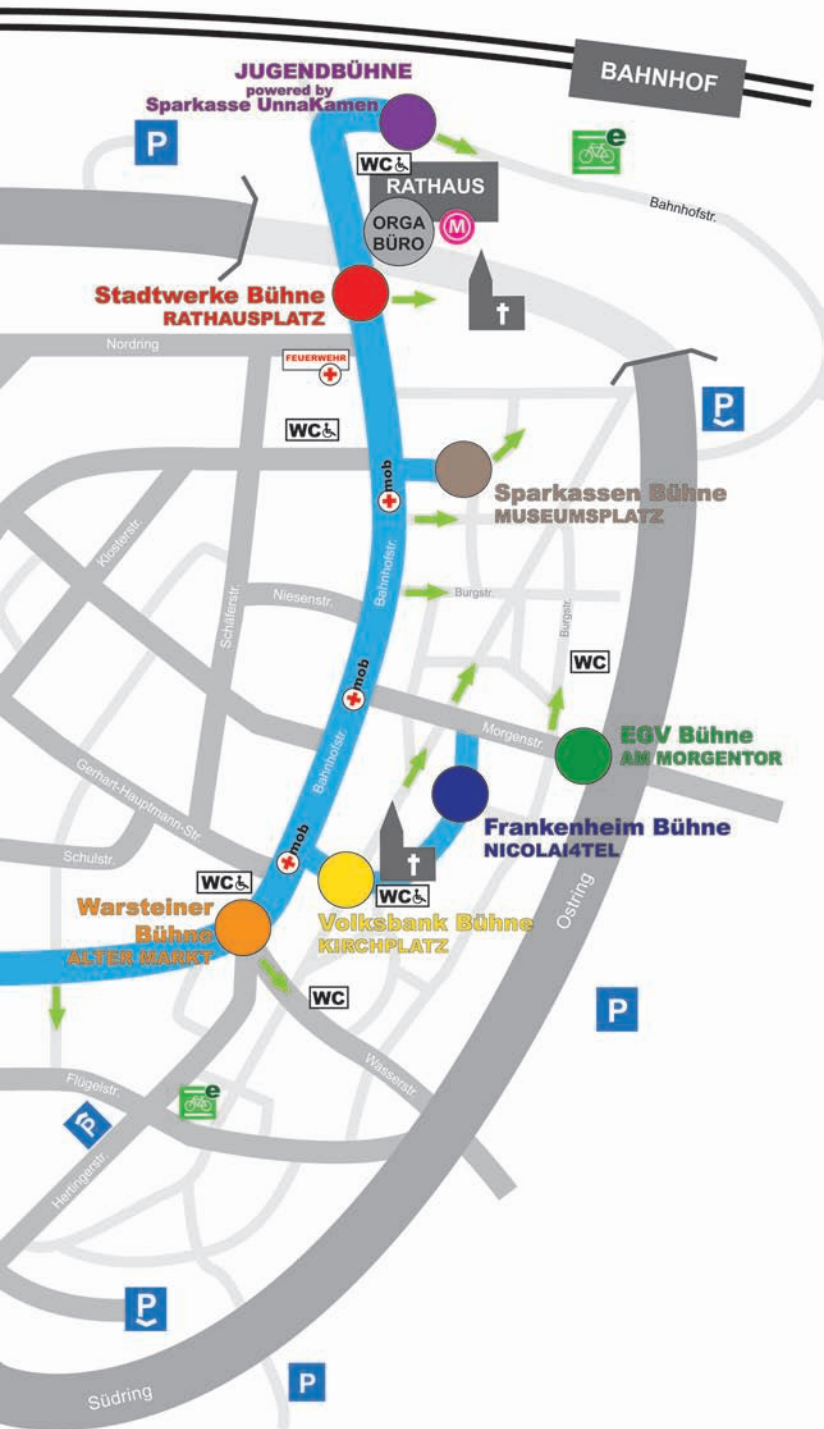 BAHNHOF
JUGENDBÜHNE
powered by
Sparkasse UnnaKamen
P
e
WC
RATHAUS
Bahnhofstr.
ORGA
BÜRO
M
Stadtwerke Bühne
RATHAUSPLATZ
Nordring
FEUERWEHR
P
WC
mob
Sparkassen Bühne
MUSEUMSPLATZ
Klosterstr.
Bahnhofstr.
Schäferstr.
Niesenstr.
Burgstr.
Burgstr.
WC
mob
Morgenstr.
EGV Bühne
AM MORGENTOR
Bahnhofstr.
Gerhart-Hauptmann-Str.
Frankenheim Bühne
NICOLAI4TEL
mob
Schulstr.
WC
WC
Ostring
Warsteiner
Bühne
ALTER MARKT
Volksbank Bühne
KIRCHPLATZ
WC
P
Wasserstr.
Flügelstr.
e
P
Hertingerstr.
P
Südring
P